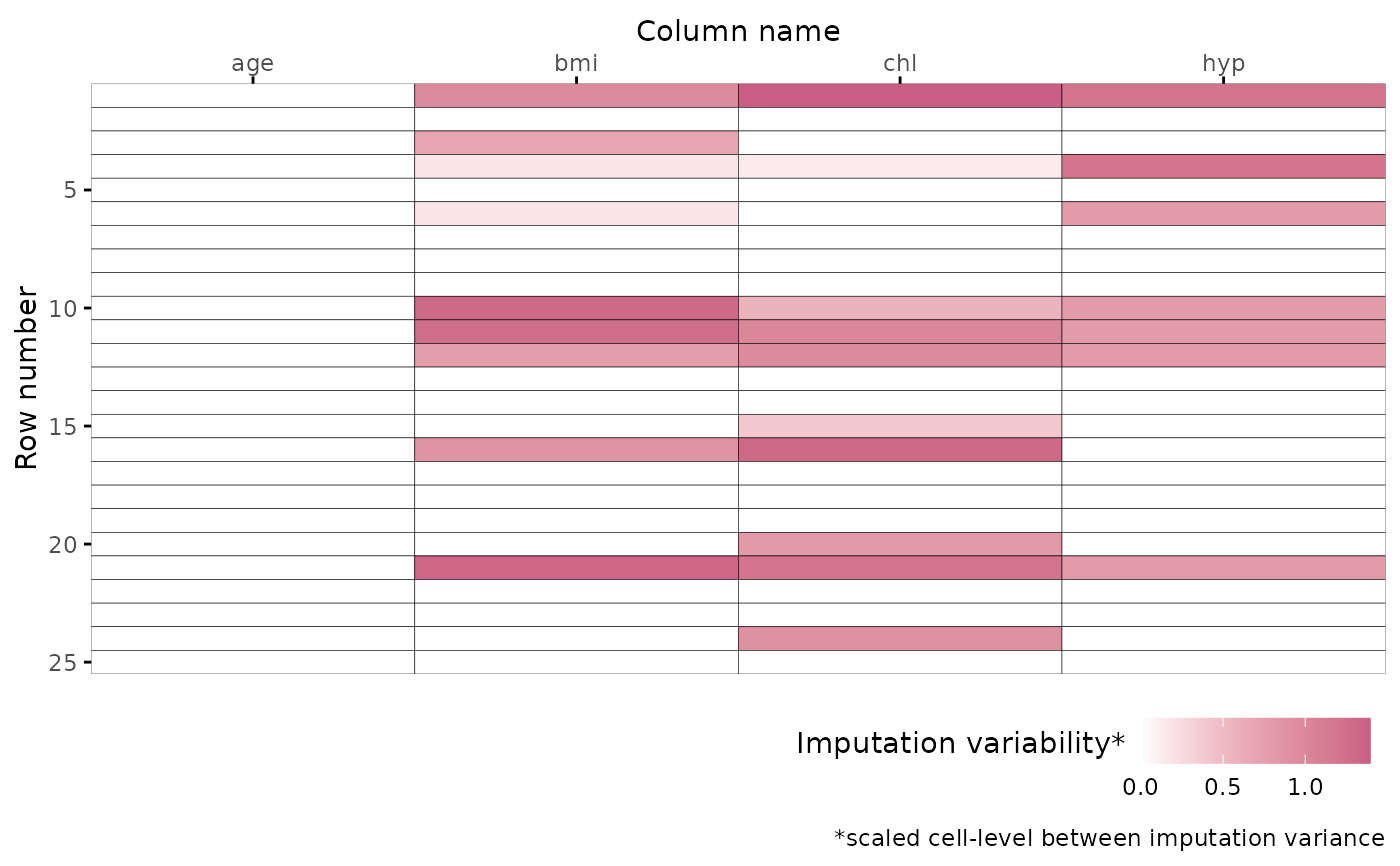 Column name
age bmi chl hyp
Row number
5
10
15
20
25
Imputation variability*
0.0 0.5 1.0
*scaled cell-level between imputation variance